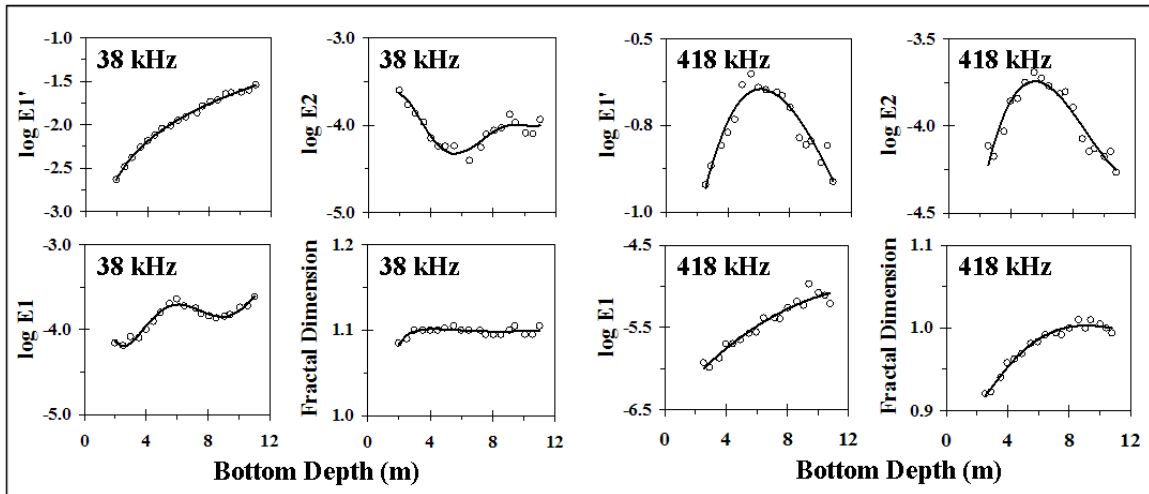 -1.0
38 kHz
-1.5
-2.0
-2.5
-3.0
log E1'
-3.0
38 kHz
-4.0
-5.0
log E2
-0.5
418 kHz
-0.8
-1.0
log E1'
-3.5
418 kHz
-4.0
-4.5
log E2
-3.0
38 kHz
-4.0
-5.0
log E1
0 4 8 12
1.2
38 kHz
1.1
1.0
Fractal Dimension
0 4 8 12
-4.5
418 kHz
-5.5
-6.5
log E1
0 4 8 12
1.1
418 kHz
1.0
0.9
Fractal Dimension
0 4 8 12
Bottom Depth (m)
Bottom Depth (m)